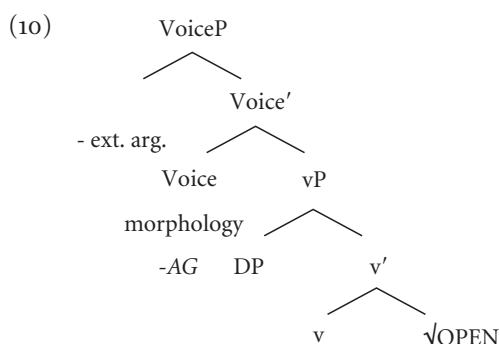 (10)
VoiceP
Voice′
- ext. arg.
Voice vP
morphology
-AG DP v′
v √OPEN